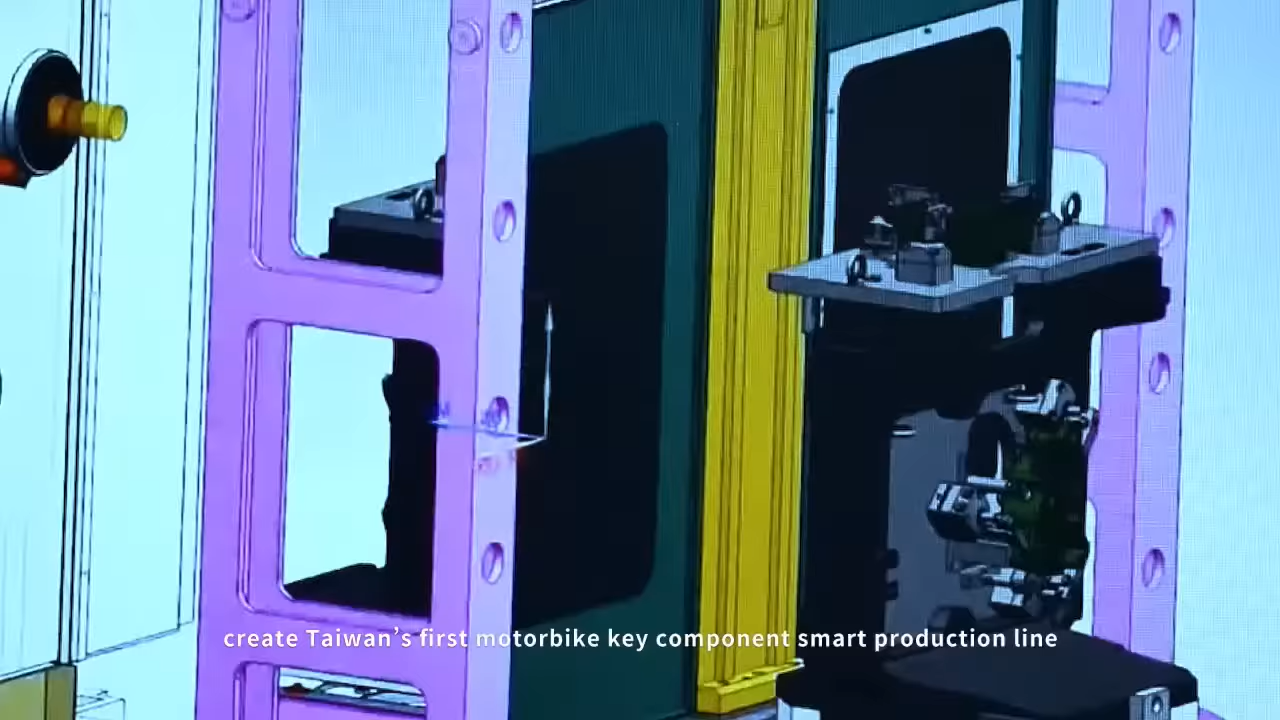 create Taiwan’s first motorbike key component smart production line